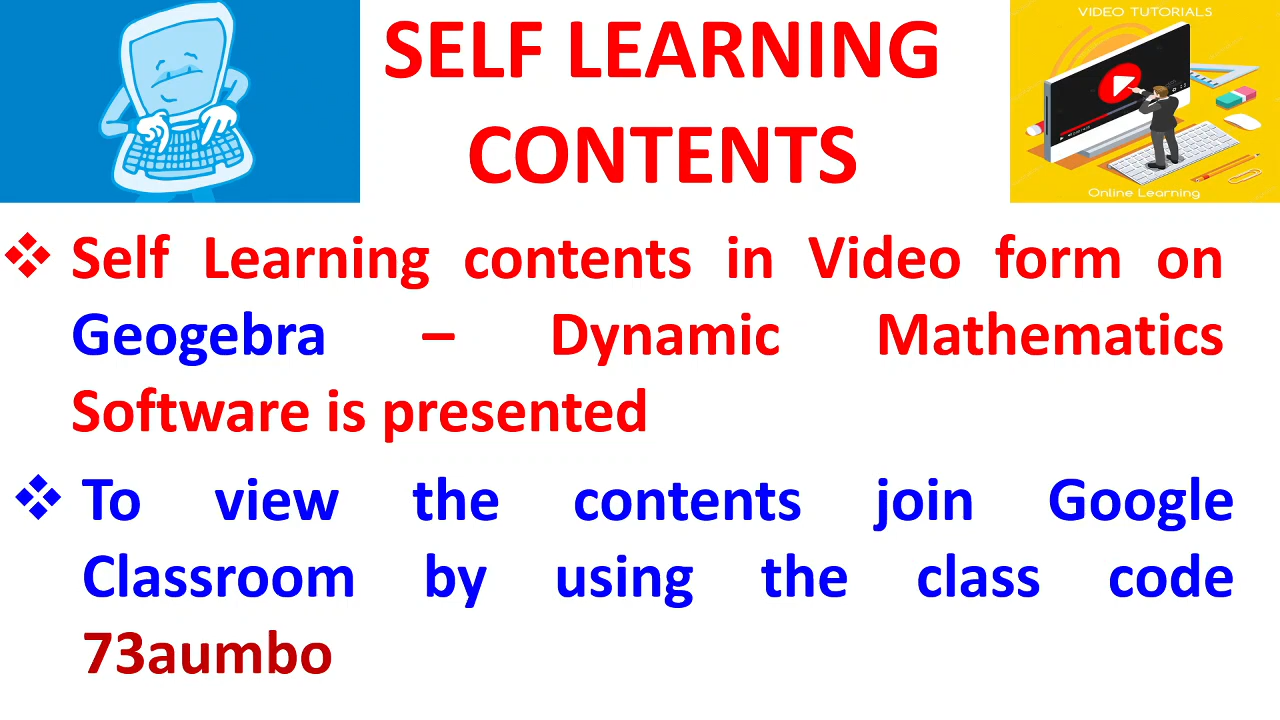 VIDEO TUTORIALS
SELF LEARNING
CONTENTS
Online Learning
❖ Self Learning contents in Video form on
Geogebra – Dynamic Mathematics
Software is presented
❖ To view the contents join Google
Classroom by using the class code
73aumbo